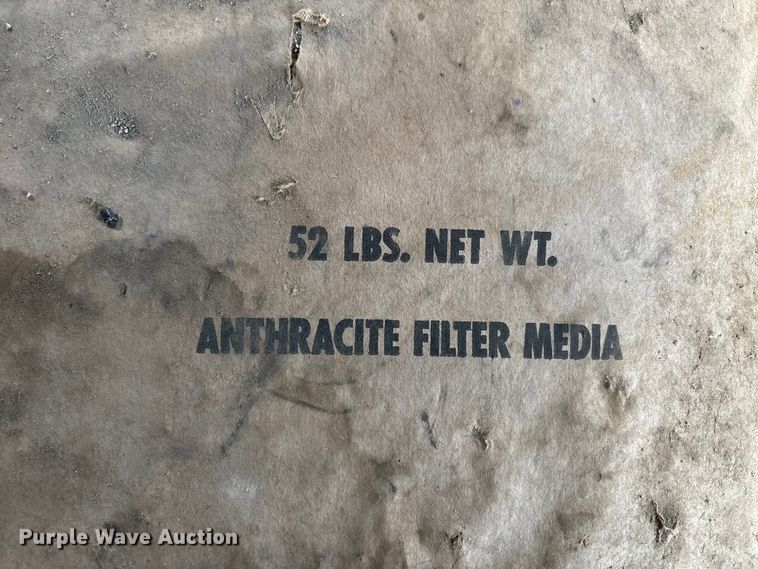 52 LBS. NET WT.
ANTHRACITE FILTER MEDIA
Purple Wave Auction